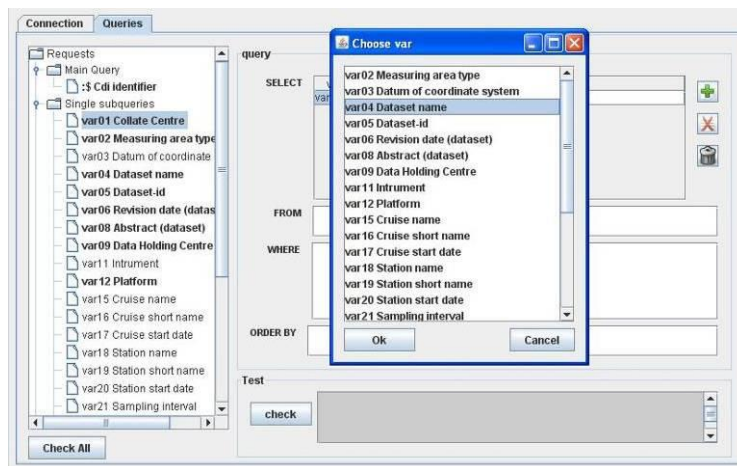 Connection Queries
Requests
Main Query
:$ Cdi identifier
Single subqueries
var01 Collate Centre
var02 Measuring area type
var03 Datum of coordinate
var04 Dataset name
var05 Dataset-id
var06 Revision date (datas
var08 Abstract (dataset)
var09 Data Holding Centre
var11 Intrument
var12 Platform
var15 Cruise name
var16 Cruise short name
var17 Cruise start date
var18 Station name
var19 Station short name
var20 Station start date
var21 Sampling interval
Check All
query
SELECT
FROM
WHERE
ORDER BY
Test
check
Choose var
var02 Measuring area type
var03 Datum of coordinate system
var04 Dataset name
var05 Dataset-id
var06 Revision date (dataset)
var08 Abstract (dataset)
var09 Data Holding Centre
var11 Intrument
var12 Platform
var15 Cruise name
var16 Cruise short name
var17 Cruise start date
var18 Station name
var19 Station short name
var20 Station start date
var21 Sampling interval
Ok Cancel